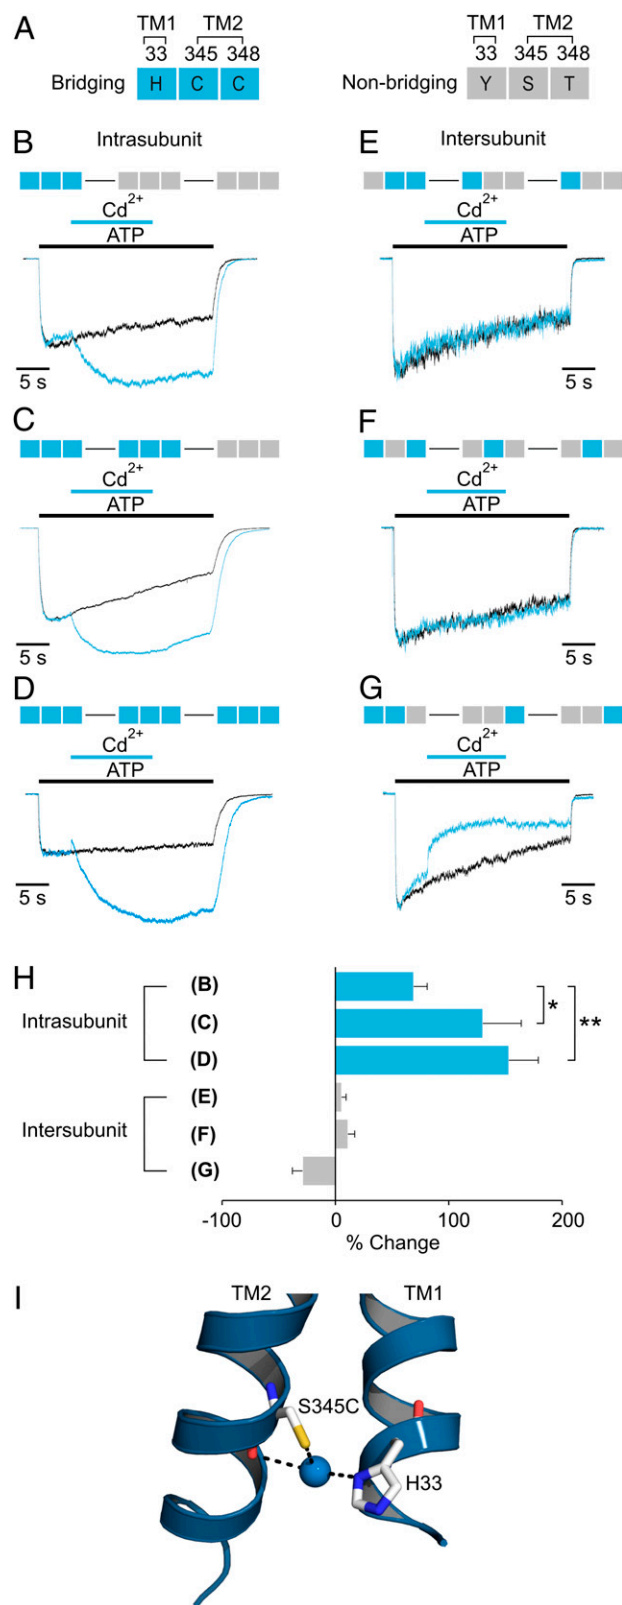 A
TM1 TM2
33 345 348
Bridging H C C
TM1 TM2
33 345 348
Non-bridging Y S T
Intrasubunit
B
Cd2+
ATP
5 s
C
Cd2+
ATP
5 s
D
Cd2+
ATP
5 s
Intersubunit
E
Cd2+
ATP
5 s
F
Cd2+
ATP
5 s
G
Cd2+
ATP
5 s
H
Intrasubunit
(B)
(C)
(D)
* **
Intersubunit
(E)
(F)
(G)
-100 0 100 200
% Change
I
TM2 TM1
S345C
H33